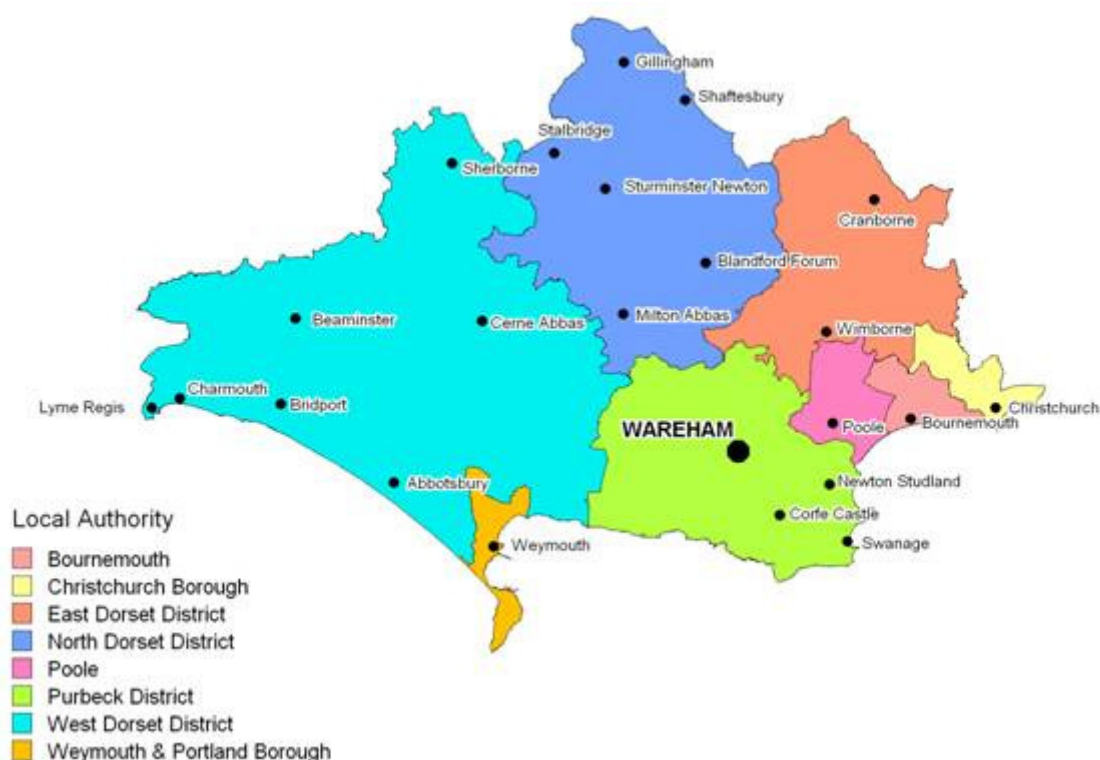 Gillingham
Shaftesbury
Stalbridge
Sherborne
Sturminster Newton
Cranborne
Blandford Forum
Beaminster
Cerne Abbas
Milton Abbas
Wimborne
Charmouth
Lyme Regis
Bridport
Christchurch
WAREHAM
Poole
Bournemouth
Abbotsbury
Newton Studland
Corfe Castle
Weymouth
Swanage
Local Authority
Bournemouth
Christchurch Borough
East Dorset District
North Dorset District
Poole
Purbeck District
West Dorset District
Weymouth & Portland Borough